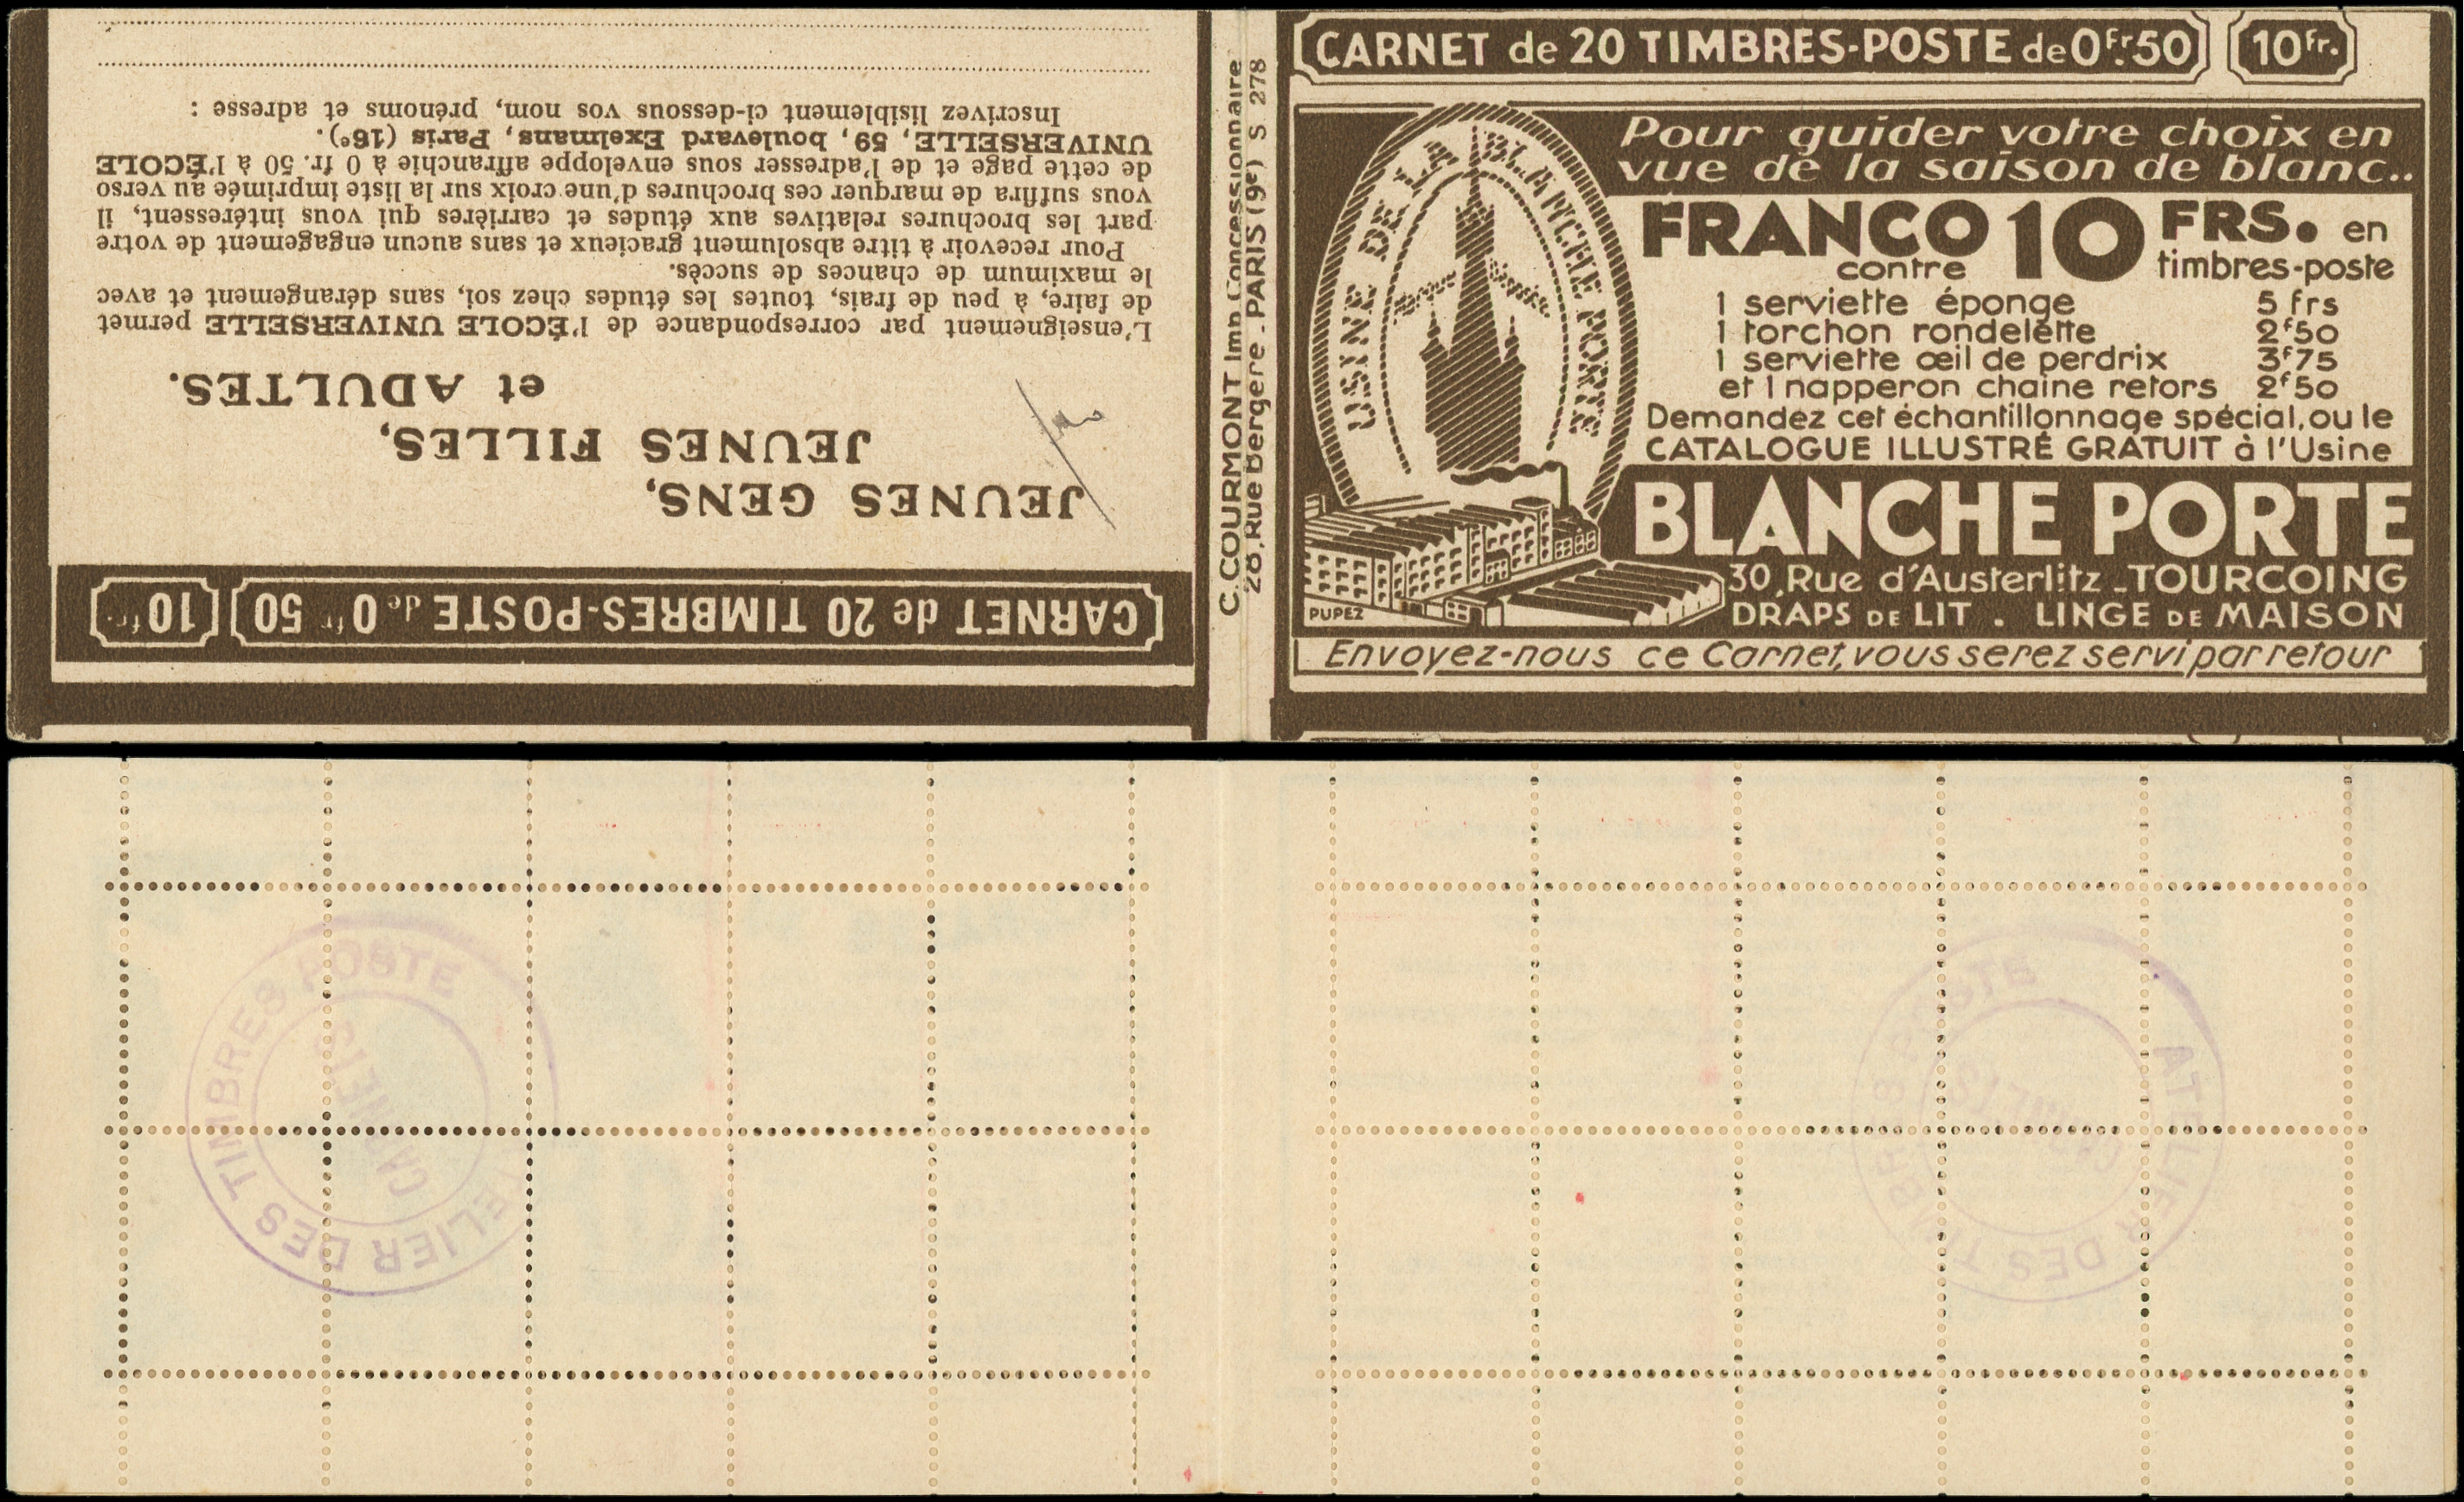 CARNET de 20 TIMBRES-POSTE de 0fr 50 10fr.
JEUNES GENS,
JEUNES FILLES,
et ADULTES.
L'enseignement par correspondance de l'ÉCOLE UNIVERSELLE permet
de faire, à peu de frais, toutes les études chez soi, sans dérangement et avec
le maximum de chances de succès.
Pour recevoir à titre absolument gracieux et sans aucun engagement de votre
part les brochures relatives aux études et carrières qui vous intéressent, il
vous suffira de marquer ces brochures d'une croix sur la liste imprimée au verso
de cette page et de l'adresser sous enveloppe affranchie à 0 fr. 50 à l'ÉCOLE
UNIVERSELLE, 59, boulevard Exelmans, Paris (16e).
Inscrivez lisiblement ci-dessous vos nom, prénoms et adresse :
C. COURMONT Imp. Concessionnaire
26, Rue Bergère - PARIS (9e) S 278
CARNET de 20 TIMBRES-POSTE de 0fr.50 10fr.
Pour guider votre choix en
vue de la saison de blanc..
FRANCO contre 10 FRS. en
timbres-poste
1 serviette éponge 5 frs
1 torchon rondelette 2f50
1 serviette œil de perdrix 3f75
et 1 napperon chaine retors 2f50
Demandez cet échantillonnage spécial, ou le
CATALOGUE ILLUSTRÉ GRATUIT à l'Usine
BLANCHE PORTE
30, Rue d'Austerlitz - TOURCOING
DRAPS DE LIT . LINGE DE MAISON
Envoyez-nous ce Carnet, vous serez servi par retour
USINE DE LA BLANCHE PORTE
PUPEZ
ATELIER DES TIMBRES POSTE
CARNETS
ATELIER DES TIMBRES POSTE
CARNETS